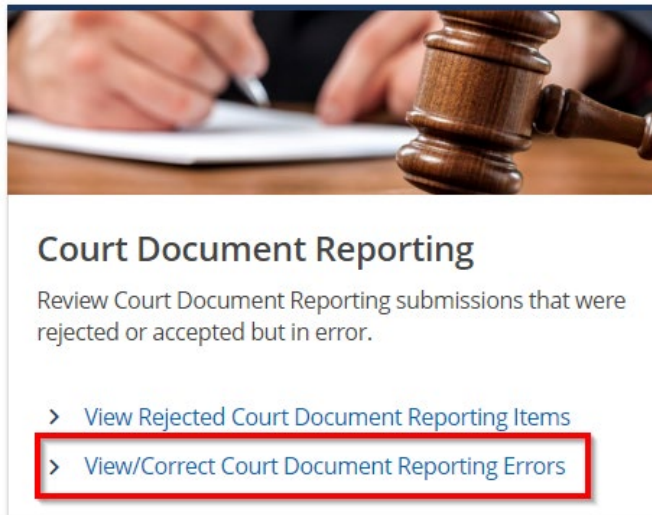 Court Document Reporting
Review Court Document Reporting submissions that were
rejected or accepted but in error.
> View Rejected Court Document Reporting Items
> View/Correct Court Document Reporting Errors